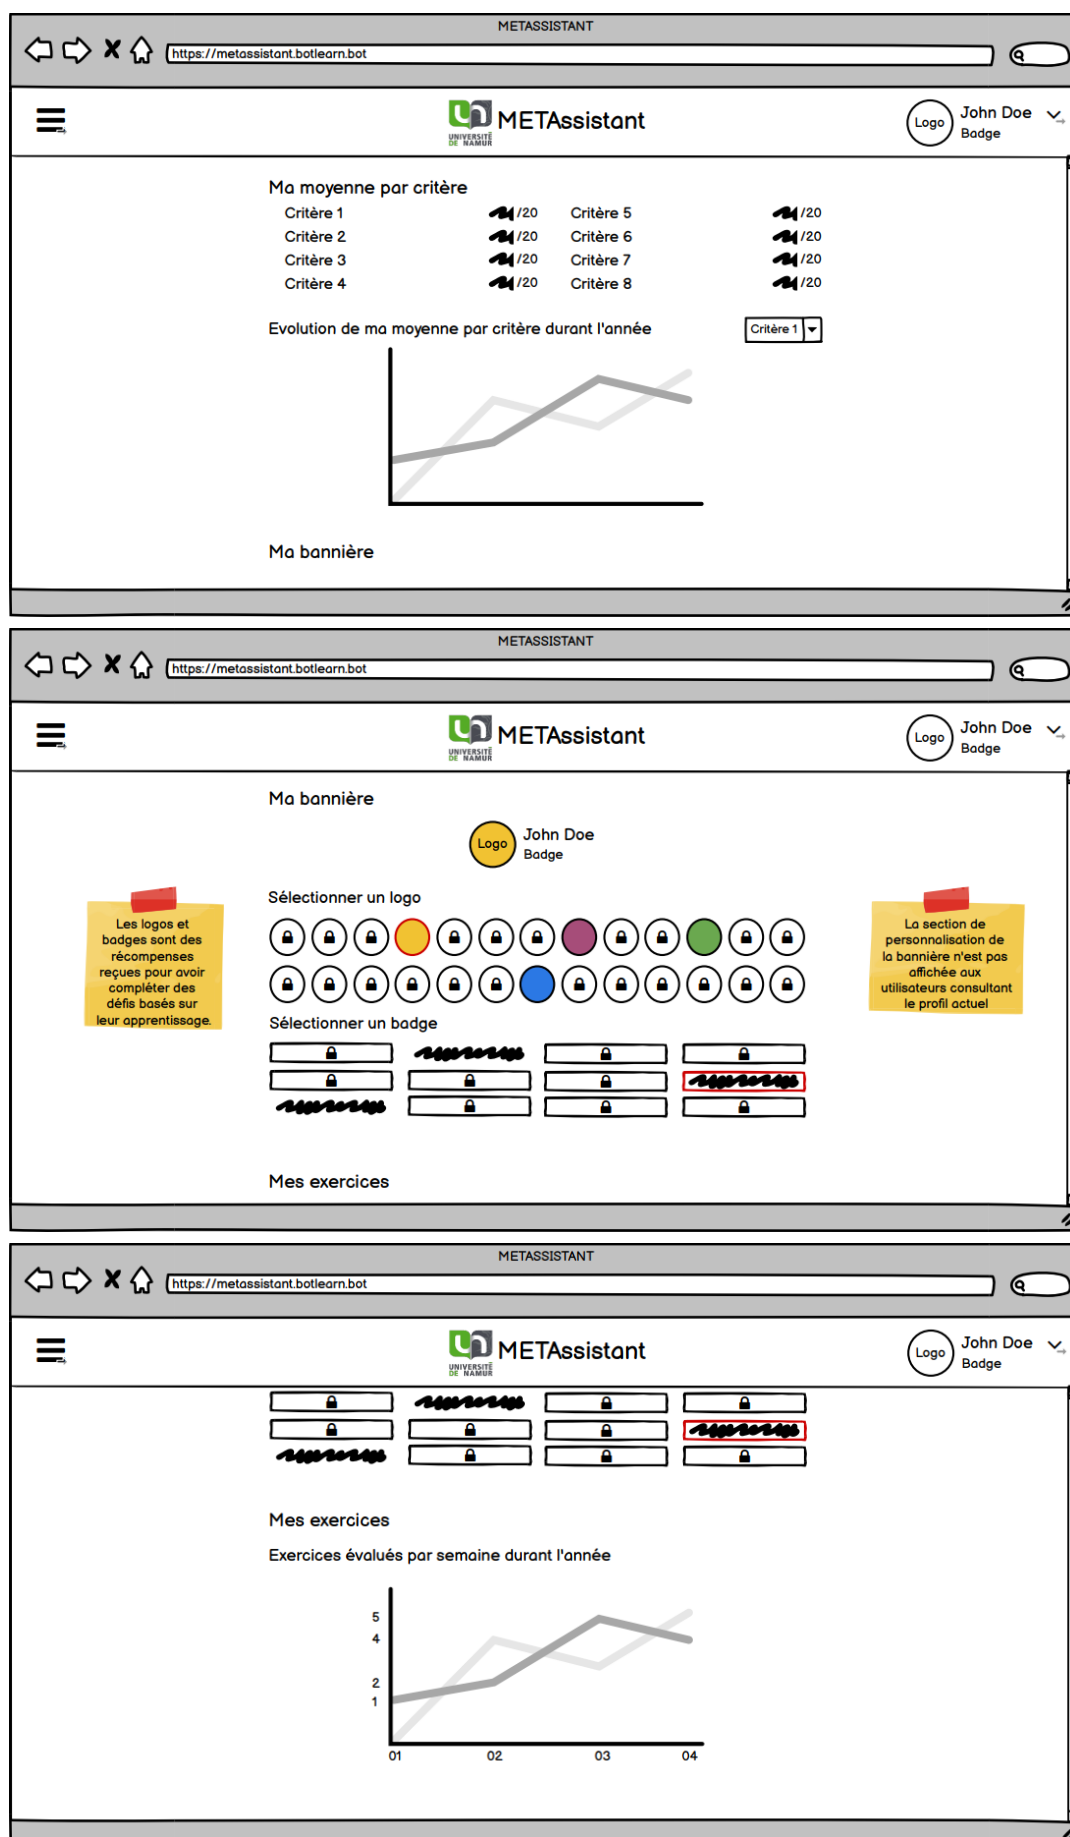 METASSISTANT
https://metassistant.botlearn.bot
UNIVERSITÉ
DE NAMUR
METAssistant
Logo
John Doe
Badge
Ma moyenne par critère
Critère 1 /20 Critère 5 /20
Critère 2 /20 Critère 6 /20
Critère 3 /20 Critère 7 /20
Critère 4 /20 Critère 8 /20
Evolution de ma moyenne par critère durant l'année
Critère 1
Ma bannière
METASSISTANT
https://metassistant.botlearn.bot
UNIVERSITÉ
DE NAMUR
METAssistant
Logo
John Doe
Badge
Ma bannière
Logo
John Doe
Badge
Les logos et
badges sont des
récompenses
reçues pour avoir
compléter des
défis basés sur
leur apprentissage.
Sélectionner un logo
La section de
personnalisation de
la bannière n'est pas
affichée aux
utilisateurs consultant
le profil actuel
Sélectionner un badge
Mes exercices
METASSISTANT
https://metassistant.botlearn.bot
UNIVERSITÉ
DE NAMUR
METAssistant
Logo
John Doe
Badge
Mes exercices
Exercices évalués par semaine durant l'année
5
4
2
1
01 02 03 04